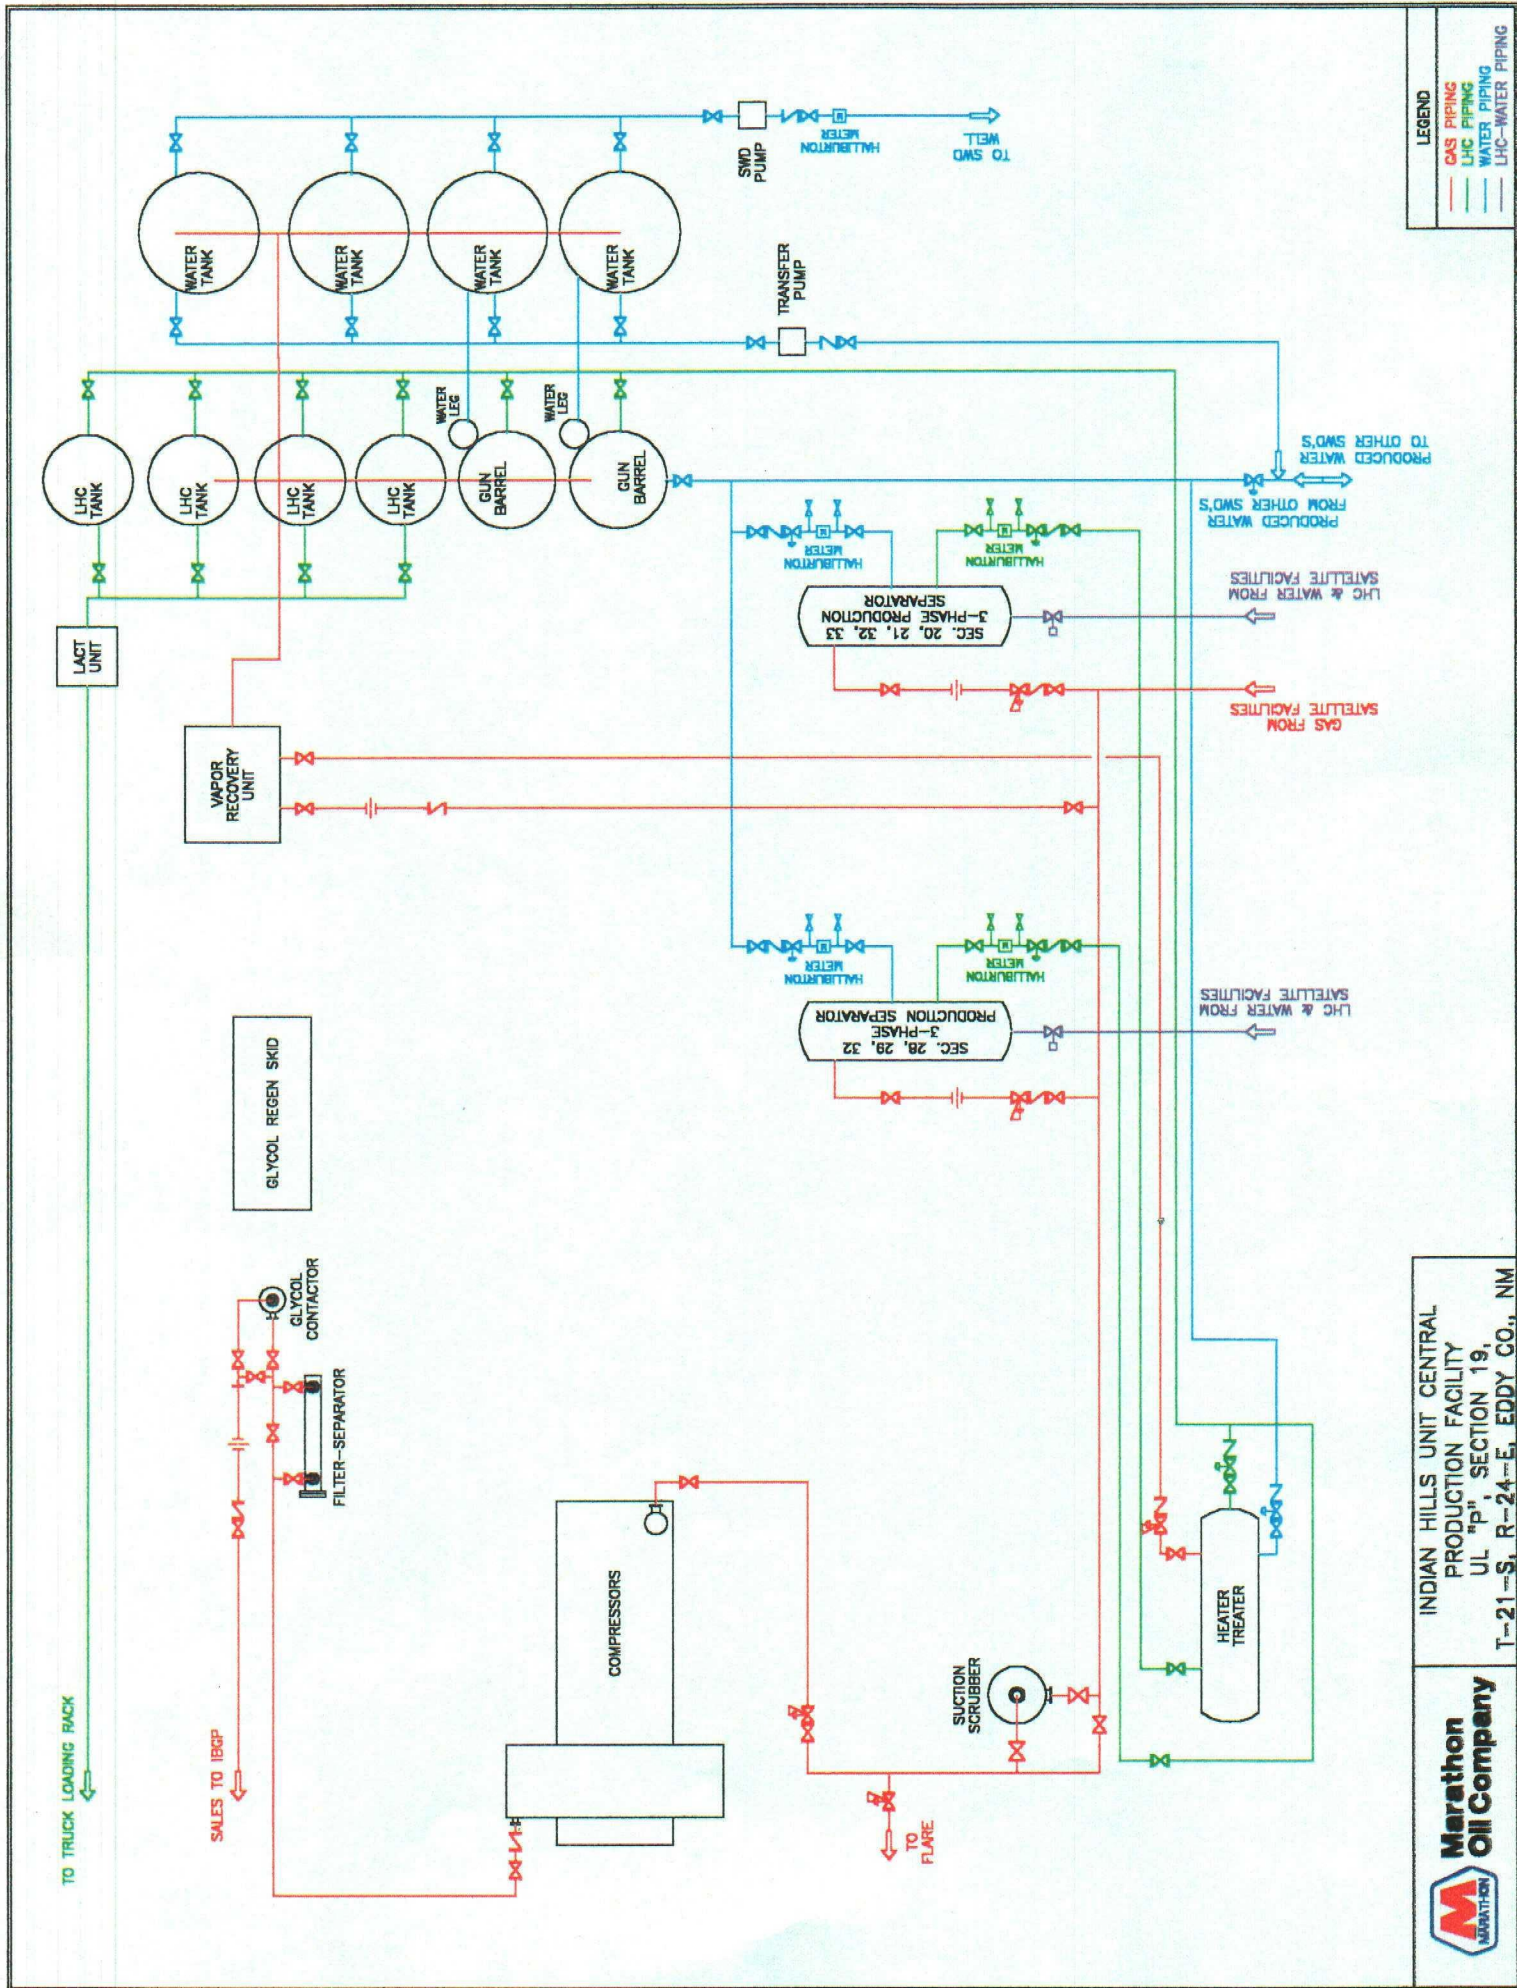 TO TRUCK LOADING RACK
LACT
UNIT
LHC
TANK
LHC
TANK
LHC
TANK
LHC
TANK
GUN
BARREL
GUN
BARREL
WATER
LEG
WATER
LEG
WATER
TANK
WATER
TANK
WATER
TANK
WATER
TANK
SWD
PUMP
HALLIBURTON
METER
M
TO SWD
WELL
TRANSFER
PUMP
SALES TO IBGP
GLYCOL
CONTACTOR
GLYCOL REGEN SKID
FILTER-SEPARATOR
VAPOR
RECOVERY
UNIT
COMPRESSORS
TO
FLARE
SUCTION
SCRUBBER
HEATER
TREATER
SEC. 28, 29, 32
3-PHASE
PRODUCTION SEPARATOR
HALLIBURTON
METER
M
HALLIBURTON
METER
M
LHC & WATER FROM
SATELLITE FACILITIES
SEC. 20, 21, 32, 33
3-PHASE PRODUCTION
SEPARATOR
HALLIBURTON
METER
M
HALLIBURTON
METER
M
GAS FROM
SATELLITE FACILITIES
LHC & WATER FROM
SATELLITE FACILITIES
PRODUCED WATER
FROM OTHER SWD'S
PRODUCED WATER
TO OTHER SWD'S
M
MARATHON
Marathon
Oil Company
INDIAN HILLS UNIT CENTRAL
PRODUCTION FACILITY
UL "P", SECTION 19,
T-21-S, R-24-E, EDDY CO., NM
LEGEND
GAS PIPING
LHC PIPING
WATER PIPING
LHC-WATER PIPING